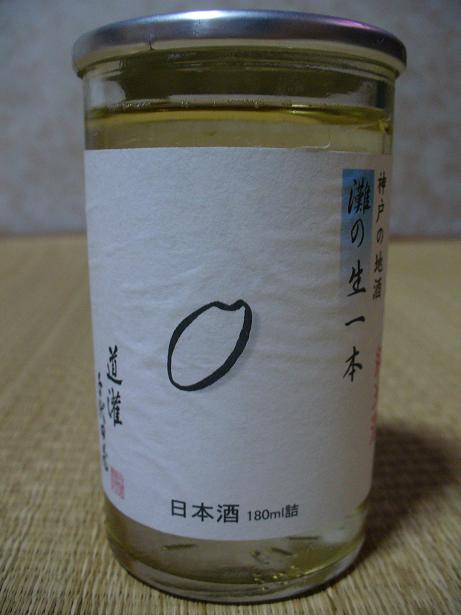 神戸の地酒
灘の生一本
道灌
日本酒 180ml詰